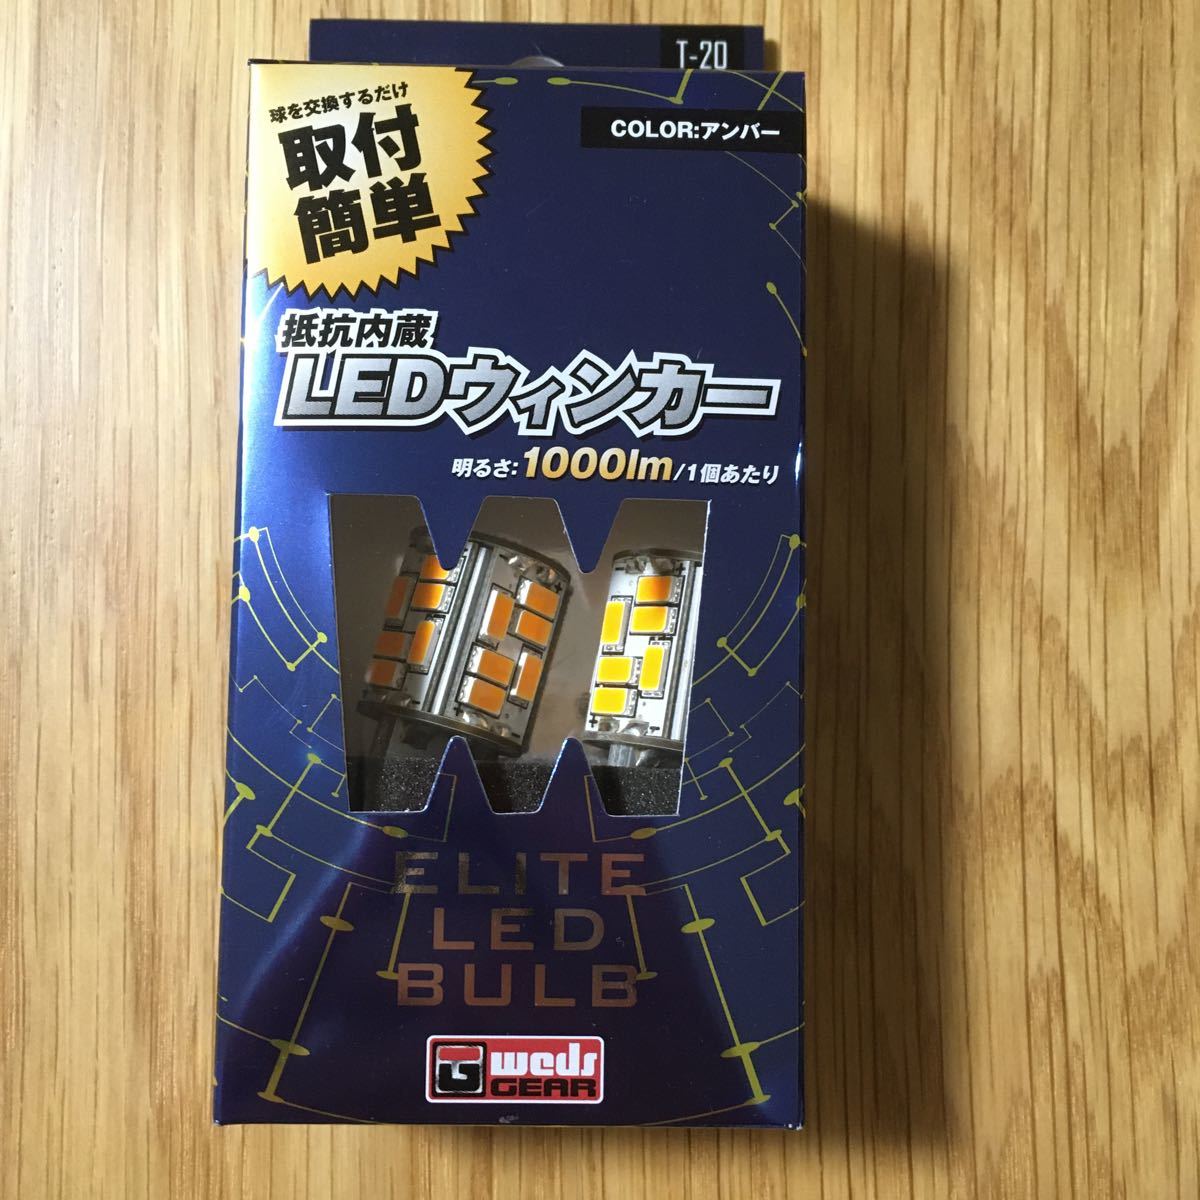 T-20
COLOR:アンバー
球を交換するだけ
取付
簡単
抵抗内蔵
LEDウィンカー
明るさ:1000lm/1個あたり
ELITE
LED
BULB
G weds
GEAR